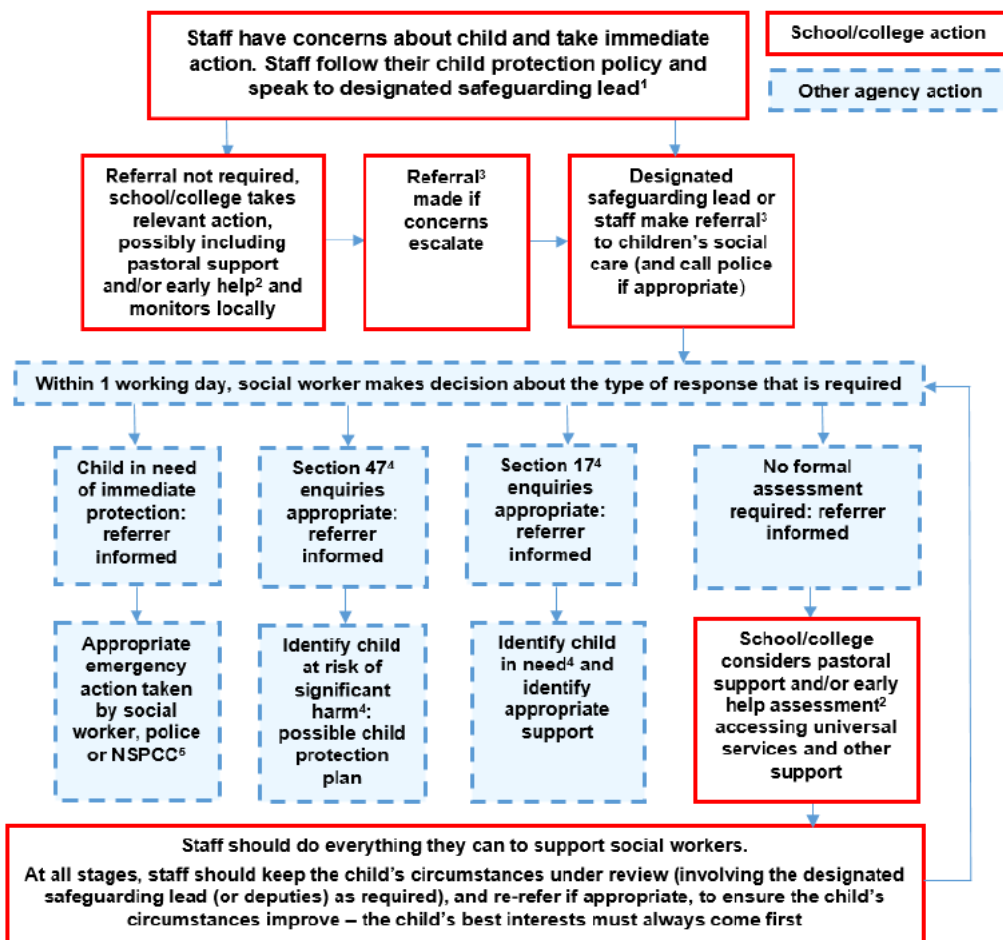 Staff have concerns about child and take immediate
action. Staff follow their child protection policy and
speak to designated safeguarding lead¹
School/college action
Other agency action
Referral not required,
school/college takes
relevant action,
possibly including
pastoral support
and/or early help² and
monitors locally
Referral³
made if
concerns
escalate
Designated
safeguarding lead or
staff make referral³
to children's social
care (and call police
if appropriate)
Within 1 working day, social worker makes decision about the type of response that is required
Child in need
of immediate
protection:
referrer
informed
Section 47⁴
enquiries
appropriate:
referrer
informed
Section 17⁴
enquiries
appropriate:
referrer
informed
No formal
assessment
required: referrer
informed
Appropriate
emergency
action taken
by social
worker, police
or NSPCC⁵
Identify child
at risk of
significant
harm⁴:
possible child
protection
plan
Identify child
in need⁴ and
identify
appropriate
support
School/college
considers pastoral
support and/or early
help assessment²
accessing universal
services and other
support
Staff should do everything they can to support social workers.
At all stages, staff should keep the child's circumstances under review (involving the designated
safeguarding lead (or deputies) as required), and re-refer if appropriate, to ensure the child's
circumstances improve – the child's best interests must always come first